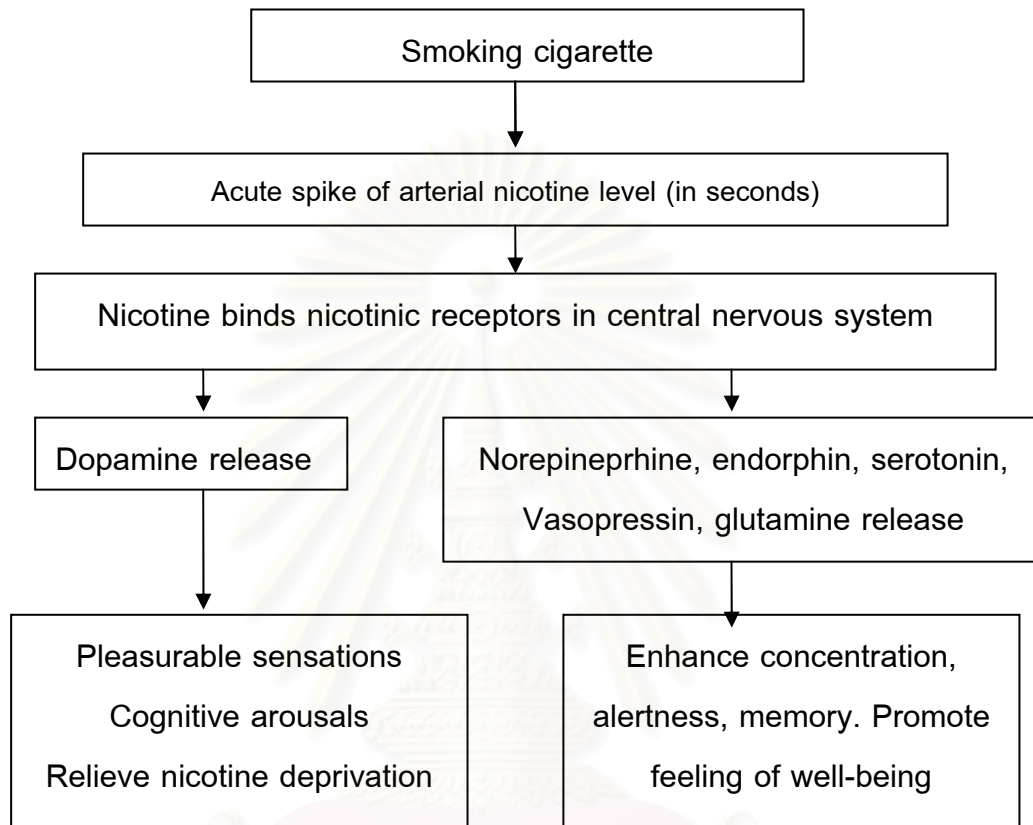 Smoking cigarette
Acute spike of arterial nicotine level (in seconds)
Nicotine binds nicotinic receptors in central nervous system
Dopamine release
Norepineprhine, endorphin, serotonin,
Vasopressin, glutamine release
Pleasurable sensations
Cognitive arousals
Relieve nicotine deprivation
Enhance concentration,
alertness, memory. Promote
feeling of well-being